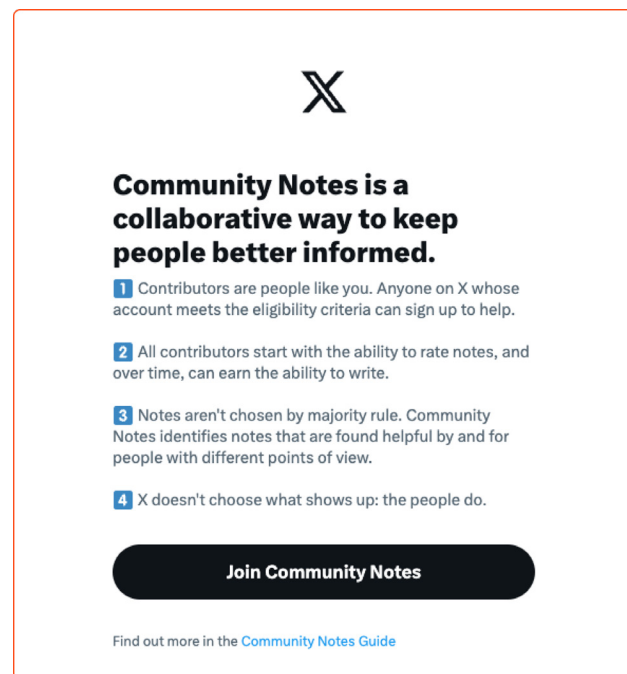 Community Notes is a
collaborative way to keep
people better informed.
1 Contributors are people like you. Anyone on X whose
account meets the eligibility criteria can sign up to help.
2 All contributors start with the ability to rate notes, and
over time, can earn the ability to write.
3 Notes aren't chosen by majority rule. Community
Notes identifies notes that are found helpful by and for
people with different points of view.
4 X doesn't choose what shows up: the people do.
Join Community Notes
Find out more in the Community Notes Guide